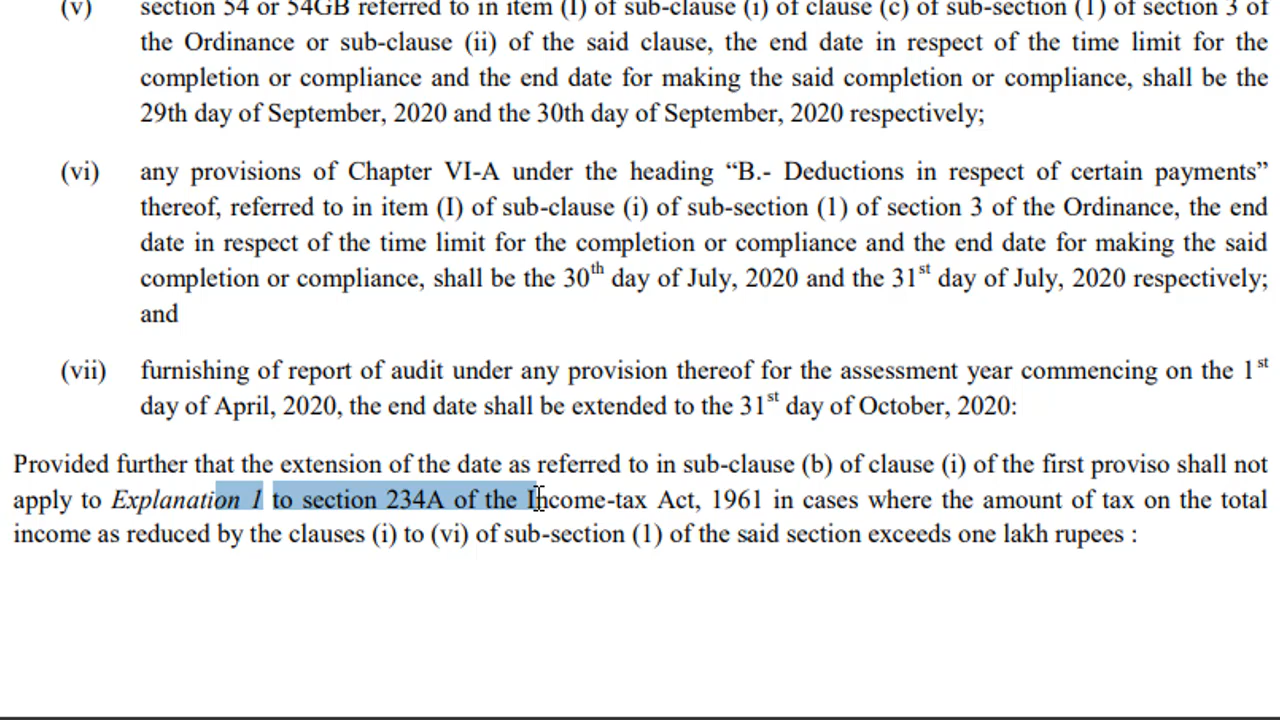 (v) section 54 or 54GB referred to in item (I) of sub-clause (i) of clause (c) of sub-section (1) of section 3 of
the Ordinance or sub-clause (ii) of the said clause, the end date in respect of the time limit for the
completion or compliance and the end date for making the said completion or compliance, shall be the
29th day of September, 2020 and the 30th day of September, 2020 respectively;
(vi) any provisions of Chapter VI-A under the heading “B.- Deductions in respect of certain payments”
thereof, referred to in item (I) of sub-clause (i) of sub-section (1) of section 3 of the Ordinance, the end
date in respect of the time limit for the completion or compliance and the end date for making the said
completion or compliance, shall be the 30th day of July, 2020 and the 31st day of July, 2020 respectively;
and
(vii) furnishing of report of audit under any provision thereof for the assessment year commencing on the 1st
day of April, 2020, the end date shall be extended to the 31st day of October, 2020:
Provided further that the extension of the date as referred to in sub-clause (b) of clause (i) of the first proviso shall not
apply to Explanation 1 to section 234A of the Income-tax Act, 1961 in cases where the amount of tax on the total
income as reduced by the clauses (i) to (vi) of sub-section (1) of the said section exceeds one lakh rupees :